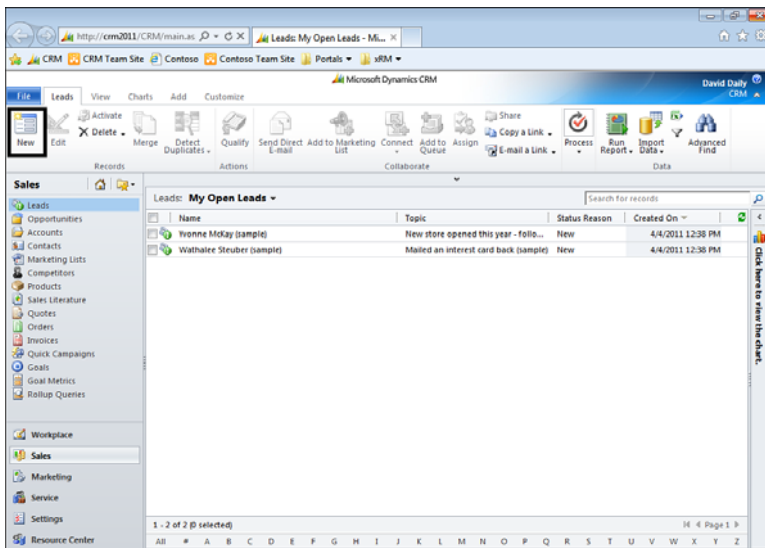 http://crm2011/CRM/main.as
Leads: My Open Leads - Mi...
CRM CRM Team Site Contoso Contoso Team Site Portals xRM
Microsoft Dynamics CRM
David Daily
CRM
File Leads View Charts Add Customize
New
Edit
Activate
Delete
Merge
Detect Duplicates
Qualify
Send Direct E-mail
Add to Marketing List
Connect
Add to Queue
Assign
Share
Copy a Link
E-mail a Link
Process
Run Report
Import Data
Advanced Find
Records Actions Collaborate Data
Sales
Leads
Opportunities
Accounts
Contacts
Marketing Lists
Competitors
Products
Sales Literature
Quotes
Orders
Invoices
Quick Campaigns
Goals
Goal Metrics
Rollup Queries
Workplace
Sales
Marketing
Service
Settings
Resource Center
Leads: My Open Leads
Search for records
Name Topic Status Reason Created On
Yvonne McKay (sample) New store opened this year - follo... New 4/4/2011 12:38 PM
Wathalee Steuber (sample) Mailed an interest card back (sample) New 4/4/2011 12:38 PM
Click here to view the chart.
1 - 2 of 2 (0 selected) Page 1
All # A B C D E F G H I J K L M N O P Q R S T U V W X Y Z